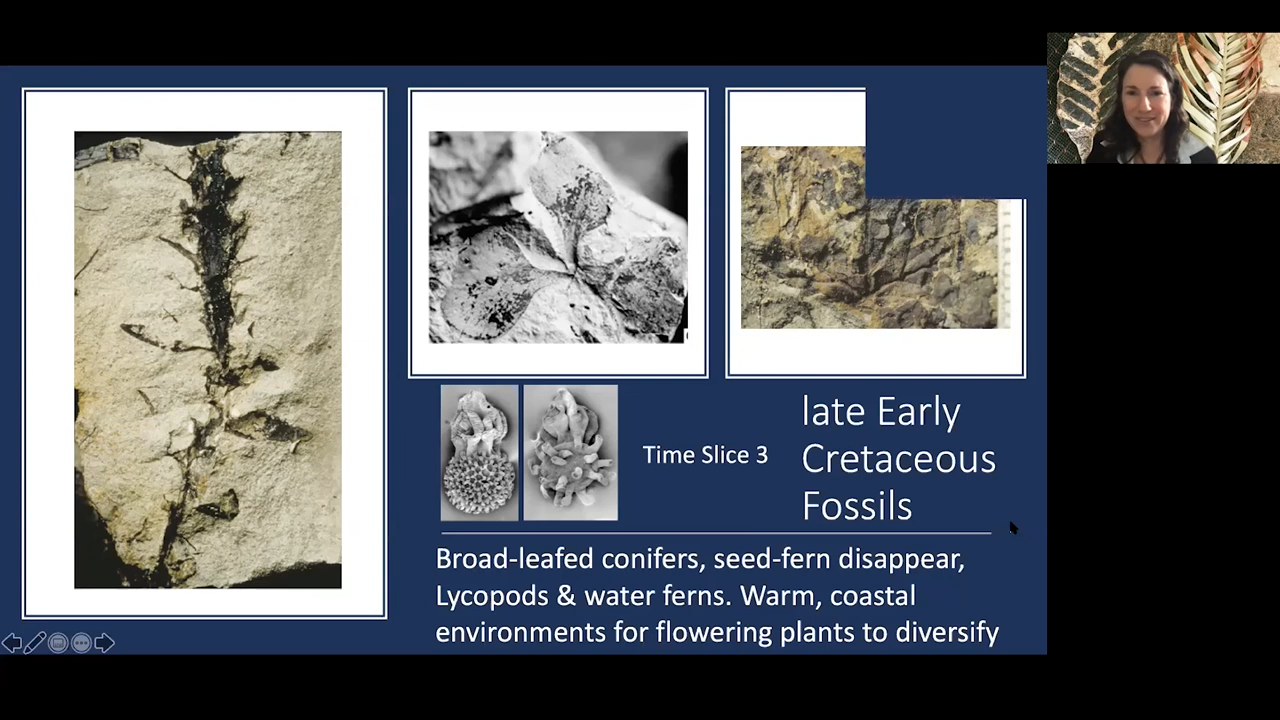 Time Slice 3
late Early
Cretaceous
Fossils
Broad-leafed conifers, seed-fern disappear,
Lycopods & water ferns. Warm, coastal
environments for flowering plants to diversify